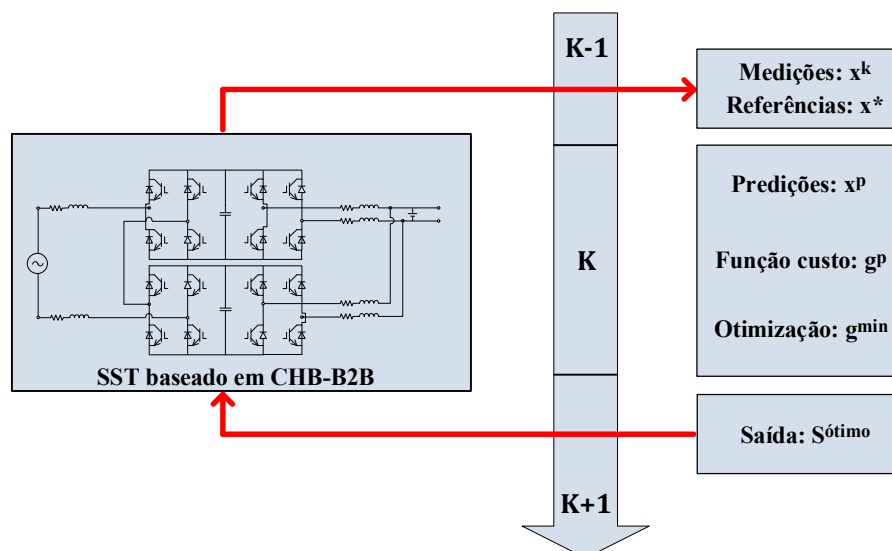 K-1
Medições: xᵏ
Referências: x*
K
Predições: xᵖ
Função custo: gᵖ
Otimização: gᵐⁱⁿ
SST baseado em CHB-B2B
Saída: Sᵒ́ᵗⁱᵐᵒ
K+1